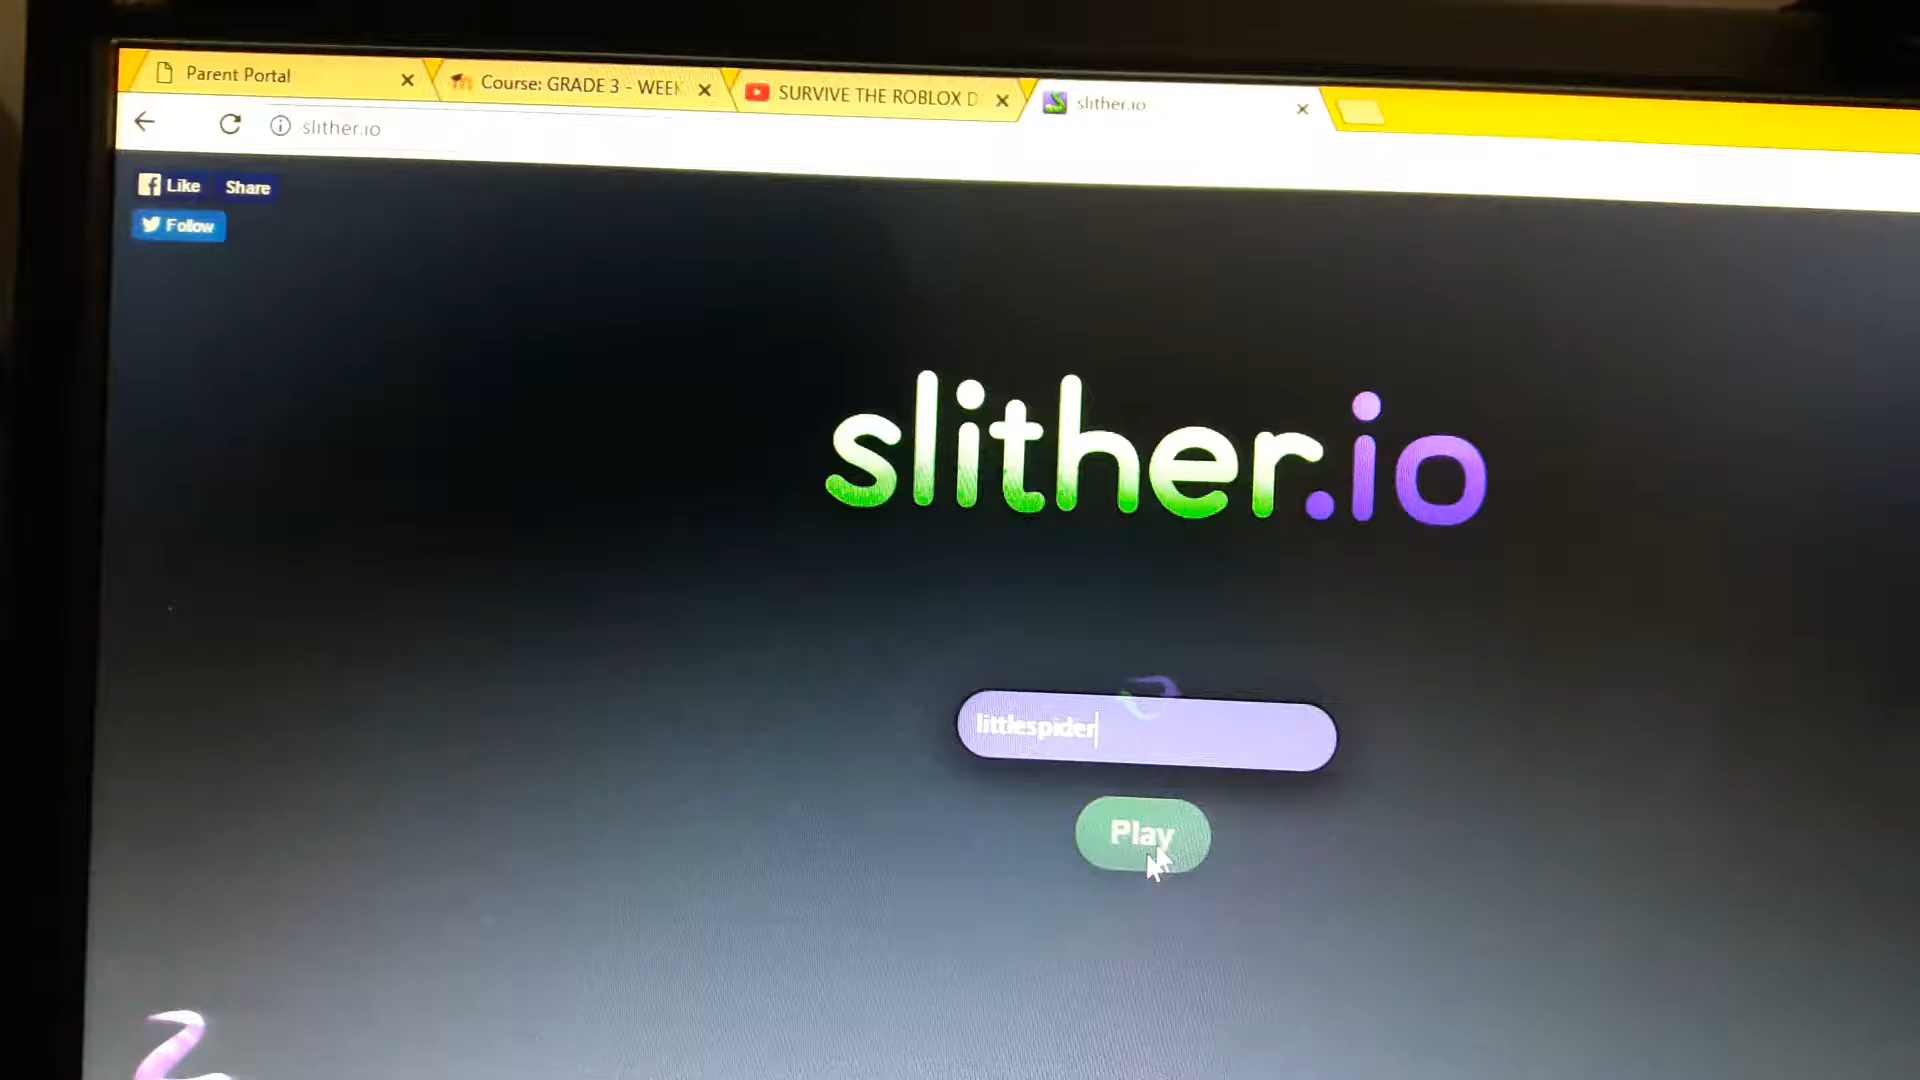 Parent Portal
Course: GRADE 3 - WEEK
SURVIVE THE ROBLOX D
slither.io
slither.io
Like
Share
Follow
slither.io
littlespider
Play